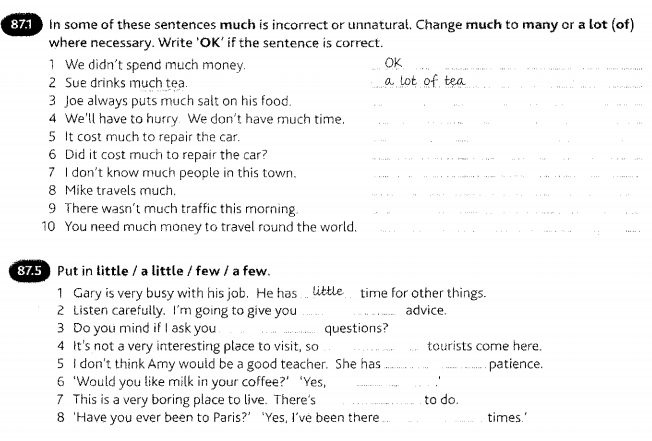 87.1 In some of these sentences much is incorrect or unnatural. Change much to many or a lot (of)
where necessary. Write 'OK' if the sentence is correct.
1 We didn't spend much money. OK
2 Sue drinks much tea. a lot of tea
3 Joe always puts much salt on his food.
4 We'll have to hurry. We don't have much time.
5 It cost much to repair the car.
6 Did it cost much to repair the car?
7 I don't know much people in this town.
8 Mike travels much.
9 There wasn't much traffic this morning.
10 You need much money to travel round the world.
87.5 Put in little / a little / few / a few.
1 Gary is very busy with his job. He has little time for other things.
2 Listen carefully. I'm going to give you ............ advice.
3 Do you mind if I ask you ............ questions?
4 It's not a very interesting place to visit, so ............ tourists come here.
5 I don't think Amy would be a good teacher. She has ............ patience.
6 'Would you like milk in your coffee?' 'Yes, ............ .'
7 This is a very boring place to live. There's ............ to do.
8 'Have you ever been to Paris?' 'Yes, I've been there ............ times.'